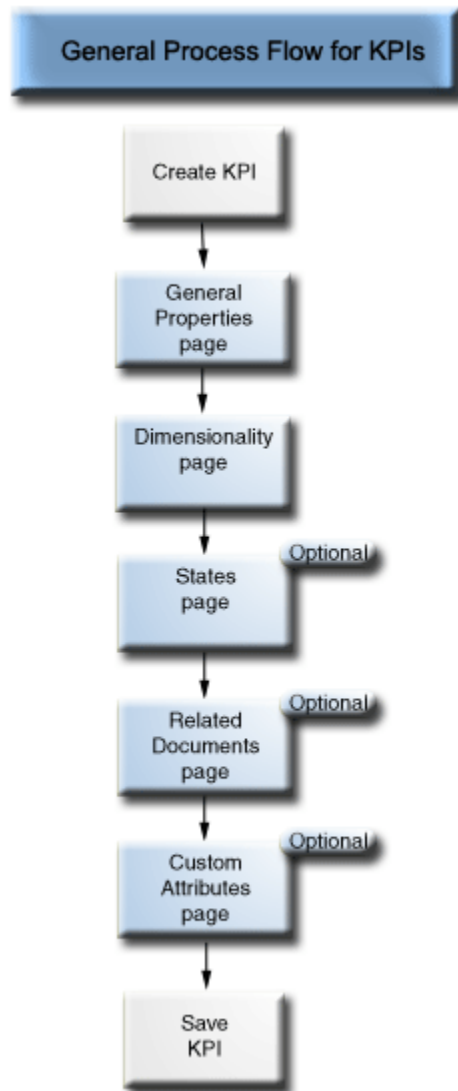 General Process Flow for KPIs
Create KPI
General
Properties
page
Dimensionality
page
Optional
States
page
Optional
Related
Documents
page
Optional
Custom
Attributes
page
Save
KPI